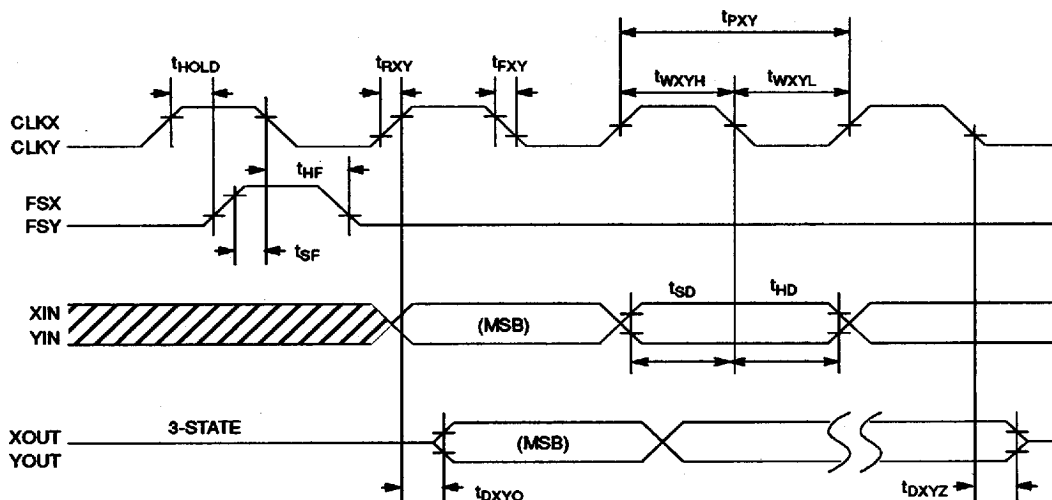 tPXY
tHOLD
tRXY
tFXY
tWXYH
tWXYL
CLKX
CLKY
tHF
FSX
FSY
tSF
XIN
YIN
(MSB)
tSD
tHD
3-STATE
XOUT
YOUT
(MSB)
tDXYO
tDXYZ